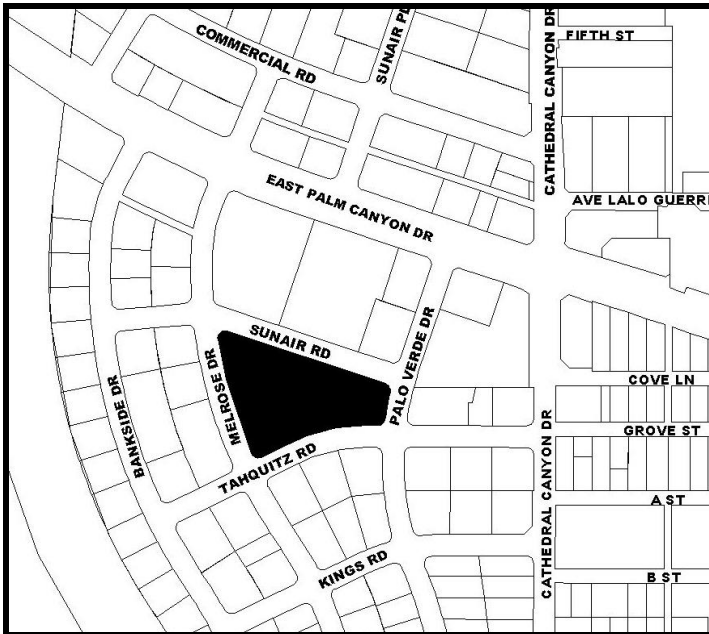 COMMERCIAL RD
SUNAIR PL
CATHEDRAL CANYON DR
FIFTH ST
EAST PALM CANYON DR
AVE LALO GUERR
SUNAIR RD
PALO VERDE DR
MELROSE DR
BANKSIDE DR
TAHQUITZ RD
KINGS RD
CATHEDRAL CANYON DR
COVE LN
GROVE ST
A ST
B ST